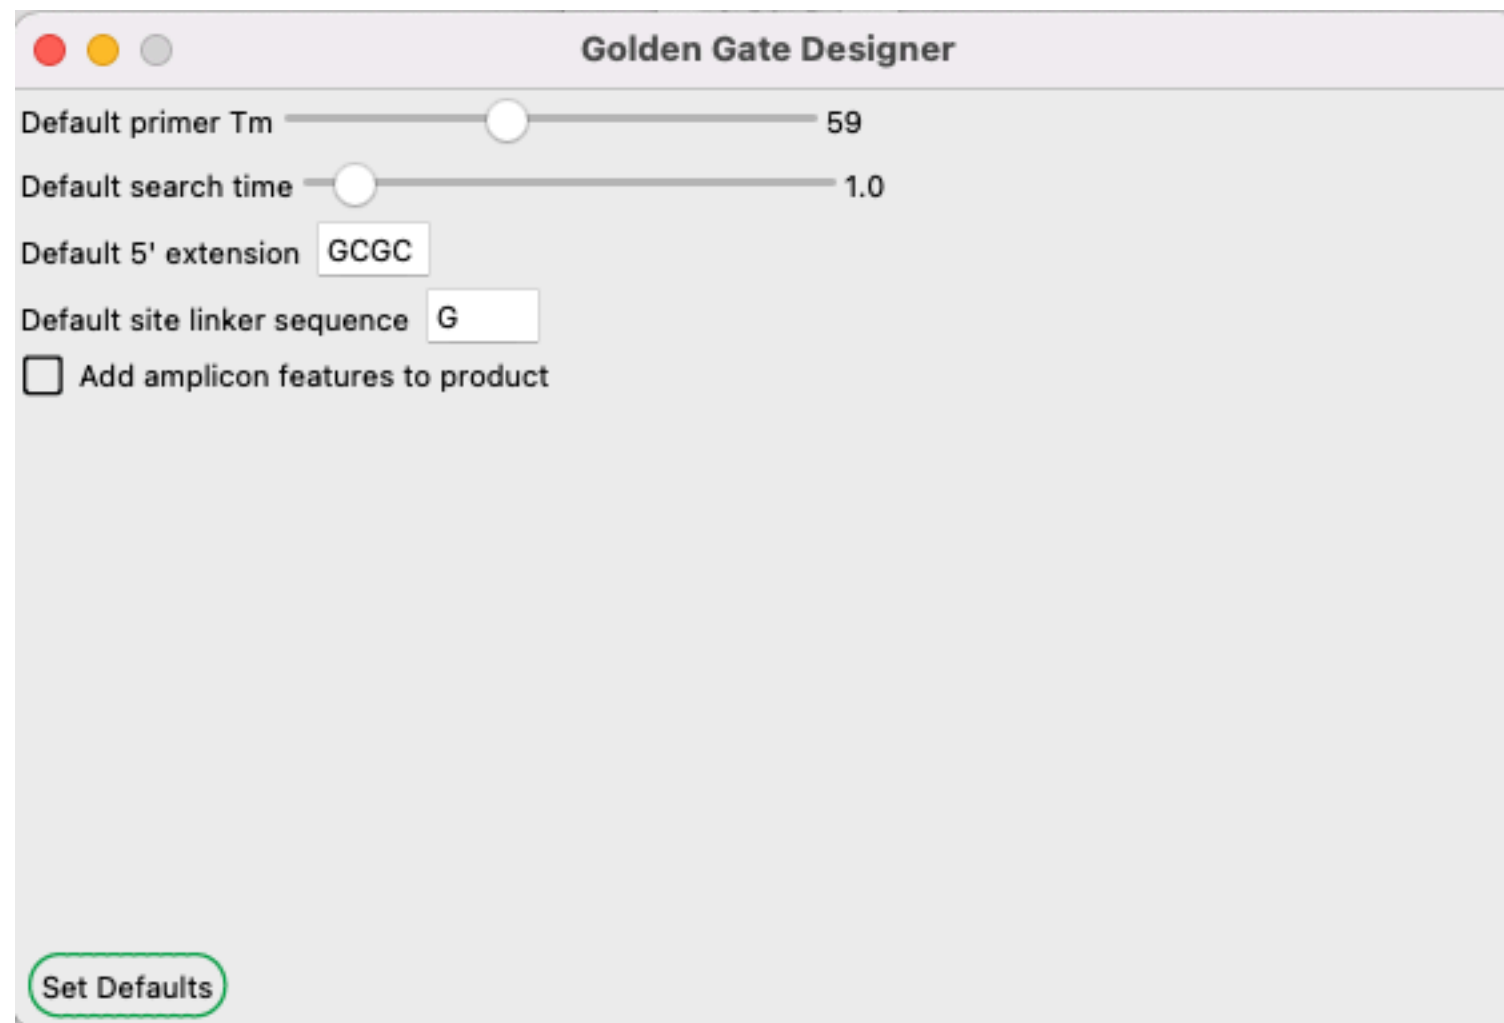 Golden Gate Designer
Default primer Tm 59
Default search time 1.0
Default 5' extension GCGC
Default site linker sequence G
Add amplicon features to product
Set Defaults